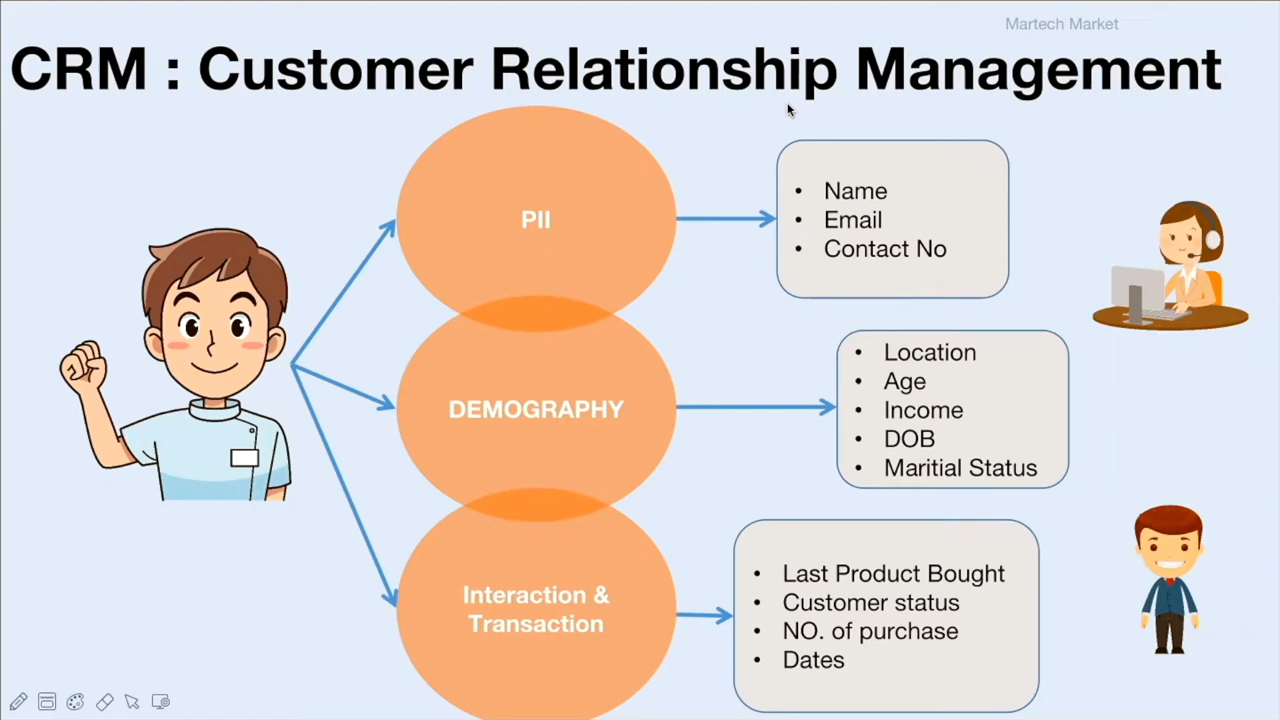 Martech Market
CRM : Customer Relationship Management
PII
• Name
• Email
• Contact No
DEMOGRAPHY
• Location
• Age
• Income
• DOB
• Maritial Status
Interaction &
Transaction
• Last Product Bought
• Customer status
• NO. of purchase
• Dates